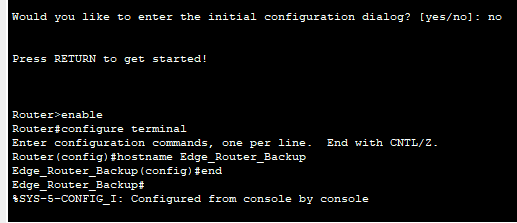 Would you like to enter the initial configuration dialog? [yes/no]: no
Press RETURN to get started!
Router>enable
Router#configure terminal
Enter configuration commands, one per line.  End with CNTL/Z.
Router(config)#hostname Edge_Router_Backup
Edge_Router_Backup(config)#end
Edge_Router_Backup#
%SYS-5-CONFIG_I: Configured from console by console